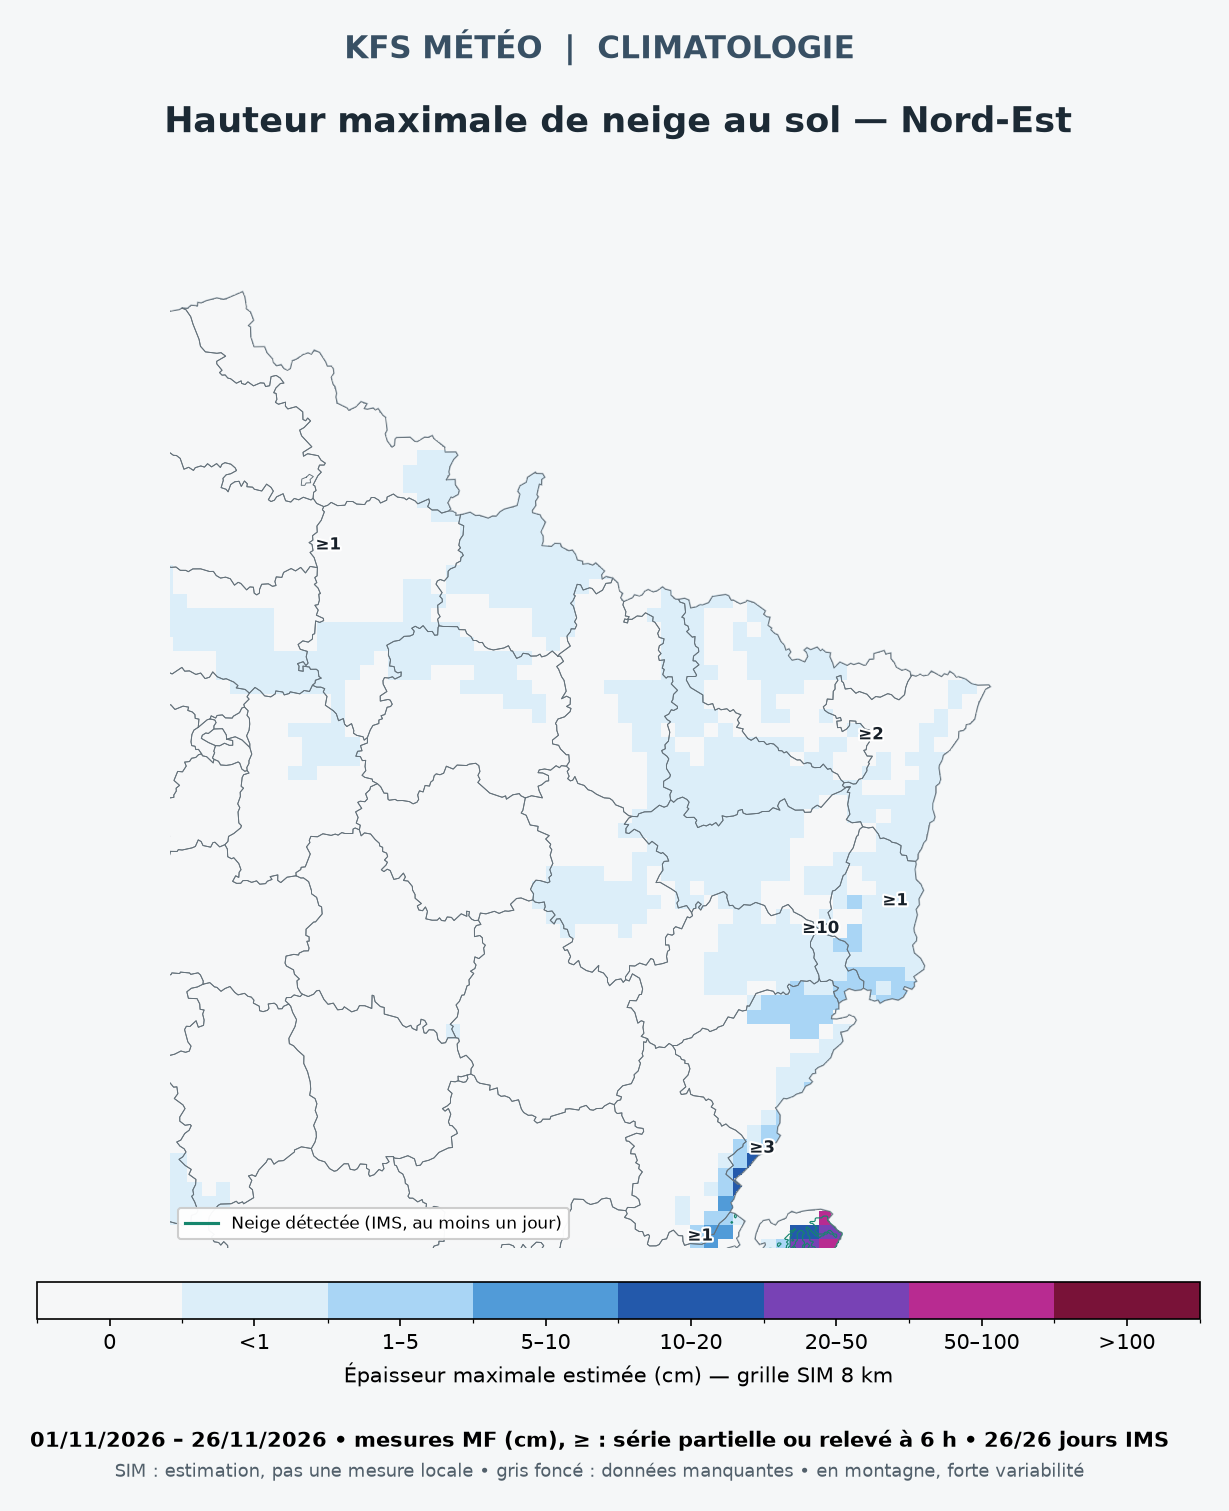 KFS MÉTÉO | CLIMATOLOGIE
Hauteur maximale de neige au sol — Nord-Est
≥1
≥2
≥1
≥10
≥3
≥1
Neige détectée (IMS, au moins un jour)
0 <1 1–5 5–10 10–20 20–50 50–100 >100
Épaisseur maximale estimée (cm) — grille SIM 8 km
01/11/2026 – 26/11/2026 • mesures MF (cm), ≥ : série partielle ou relevé à 6 h • 26/26 jours IMS
SIM : estimation, pas une mesure locale • gris foncé : données manquantes • en montagne, forte variabilité